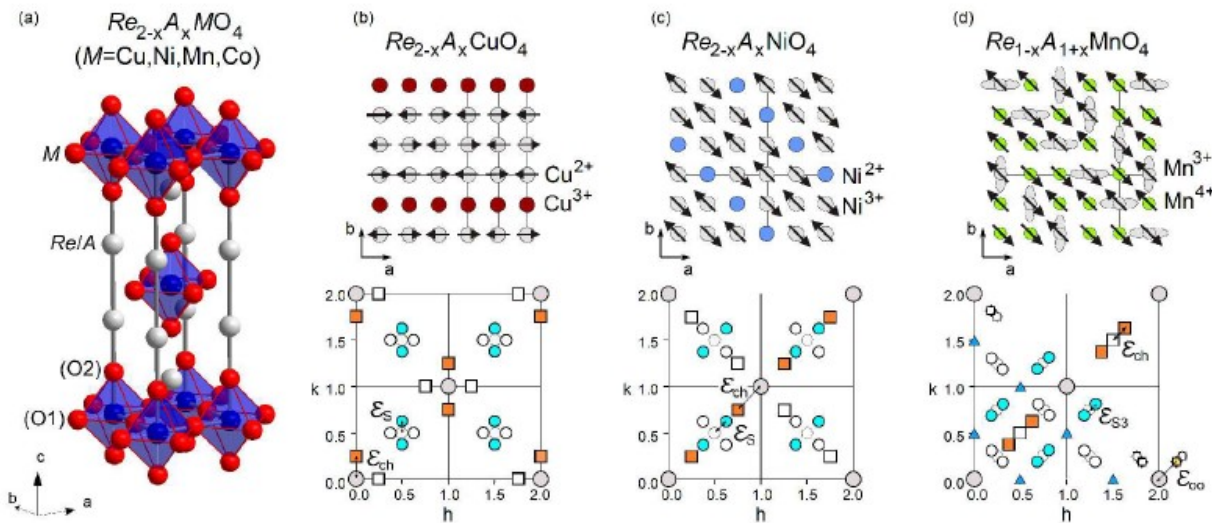 (a)
Re2-xAxMO4
(M=Cu,Ni,Mn,Co)
M
Re/A
(O2)
(O1)
c
b
a
(b)
Re2-xAxCuO4
Cu2+
Cu3+
b
a
2.0
1.5
k 1.0
0.5
0.0
εS
εch
0.0 0.5 1.0 1.5 2.0
h
(c)
Re2-xAxNiO4
Ni2+
Ni3+
b
a
2.0
1.5
k 1.0
0.5
0.0
εch
εS
0.0 0.5 1.0 1.5 2.0
h
(d)
Re1-xA1+xMnO4
Mn3+
Mn4+
b
a
2.0
1.5
k 1.0
0.5
0.0
εch
εS3
εoo
0.0 0.5 1.0 1.5 2.0
h